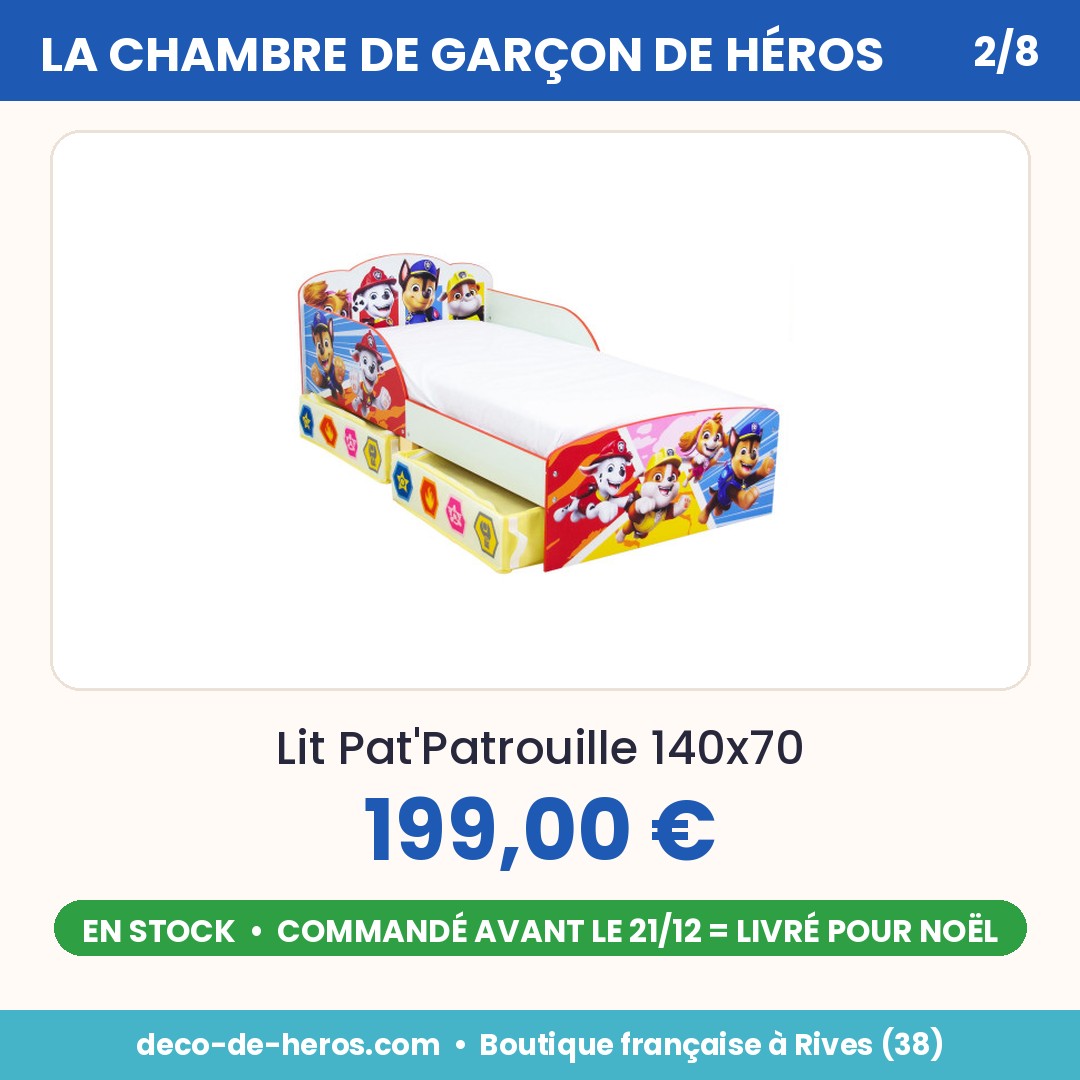 LA CHAMBRE DE GARÇON DE HÉROS
2/8
Lit Pat'Patrouille 140x70
199,00 €
EN STOCK • COMMANDÉ AVANT LE 21/12 = LIVRÉ POUR NOËL
deco-de-heros.com • Boutique française à Rives (38)